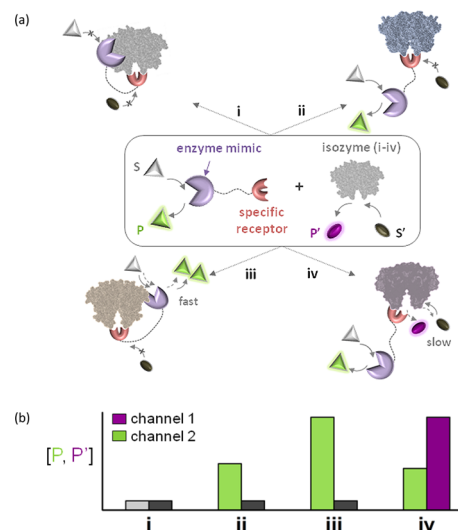 (a)
i
ii
enzyme mimic
isozyme (i-iv)
S
+
P
specific
receptor
P'
S'
iii
iv
fast
slow
(b)
channel 1
channel 2
[P, P']
i
ii
iii
iv